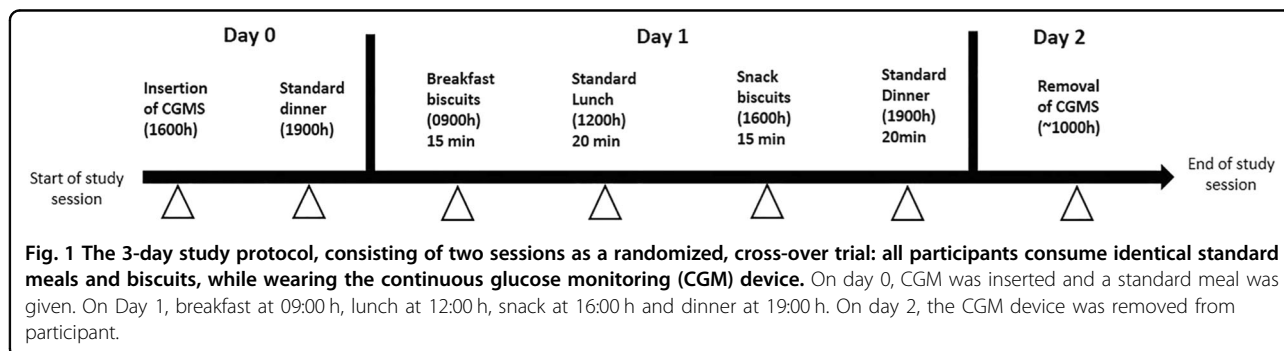 Day 0
Day 1
Day 2
Insertion
of CGMS
(1600h)
Standard
dinner
(1900h)
Breakfast
biscuits
(0900h)
15 min
Standard
Lunch
(1200h)
20 min
Snack
biscuits
(1600h)
15 min
Standard
Dinner
(1900h)
20min
Removal
of CGMS
(~1000h)
Start of study
session
End of study
session
Fig. 1 The 3-day study protocol, consisting of two sessions as a randomized, cross-over trial: all participants consume identical standard
meals and biscuits, while wearing the continuous glucose monitoring (CGM) device. On day 0, CGM was inserted and a standard meal was
given. On Day 1, breakfast at 09:00 h, lunch at 12:00 h, snack at 16:00 h and dinner at 19:00 h. On day 2, the CGM device was removed from
participant.